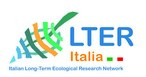 LTER
Italia
Italian Long-Term Ecological Research Network